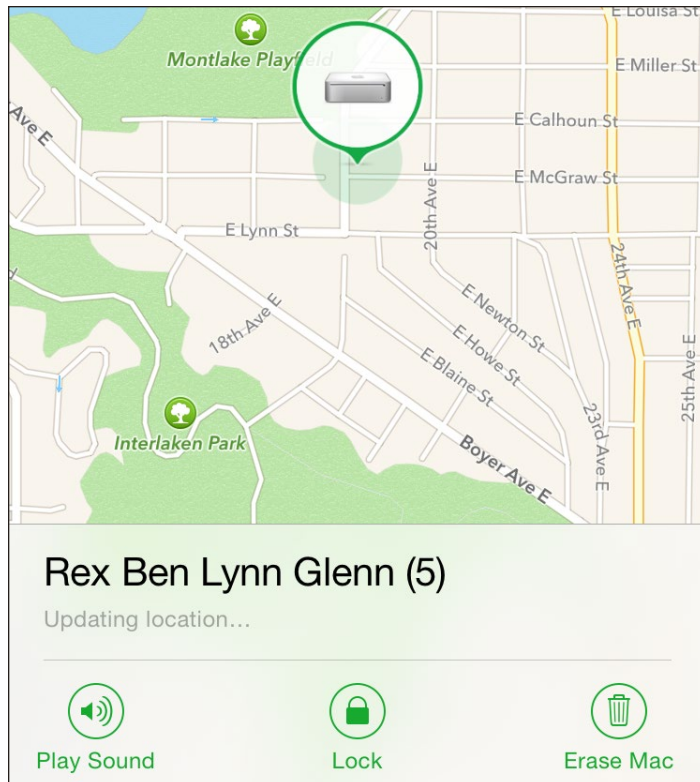 E Louisa St
Montlake Playfield
E Miller St
E Calhoun St
Ave E
E McGraw St
20th Ave E
E Lynn St
24th Ave E
E Newton St
18th Ave E
E Howe St
25th Ave E
E Blaine St
23rd Ave E
Interlaken Park
Boyer Ave E
Rex Ben Lynn Glenn (5)
Updating location...
Play Sound
Lock
Erase Mac